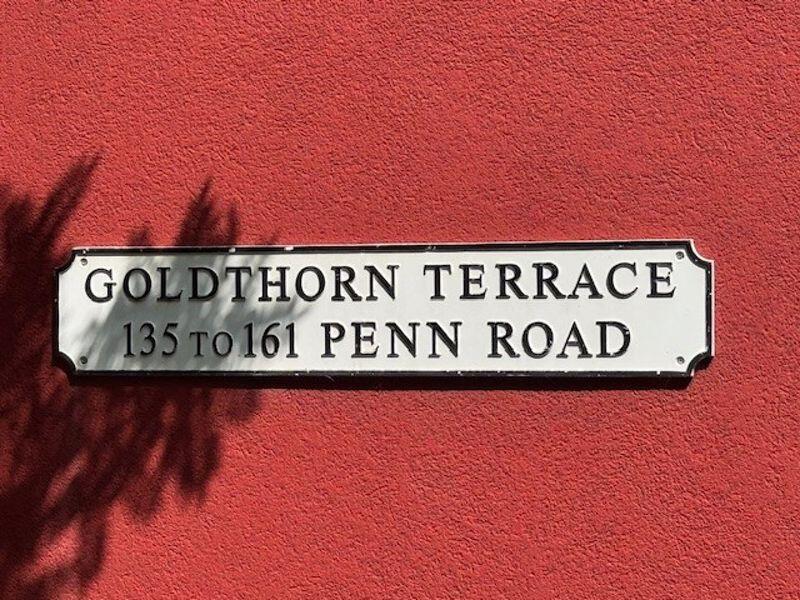 GOLDTHORN TERRACE
135 TO 161 PENN ROAD